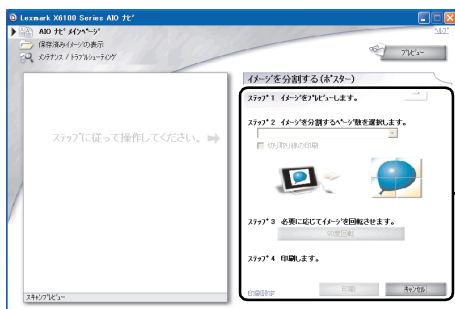 Lexmark X6100 Series AIO ナビ
AIO ナビ メインページ
ヘルプ
保存済みイメージの表示
メンテナンス / トラブルシューティング
プレビュー
イメージを分割する(ポスター)
ステップ 1 イメージをプレビューします。
ステップ 2 イメージを分割するページ数を選択します。
切り取り線の印刷
ステップに従って操作してください。
ステップ 3 必要に応じてイメージを回転させます。
90度回転
ステップ 4 印刷します。
印刷設定
印刷
キャンセル
スキャンプレビュー